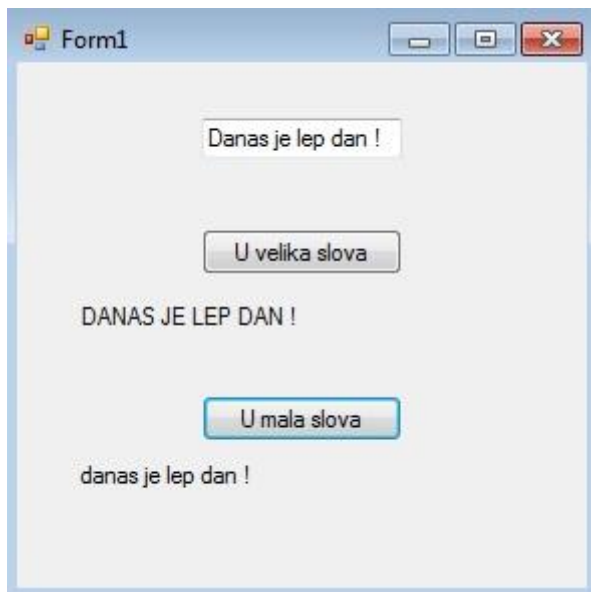 Form1
Danas je lep dan !
U velika slova
DANAS JE LEP DAN !
U mala slova
danas je lep dan !